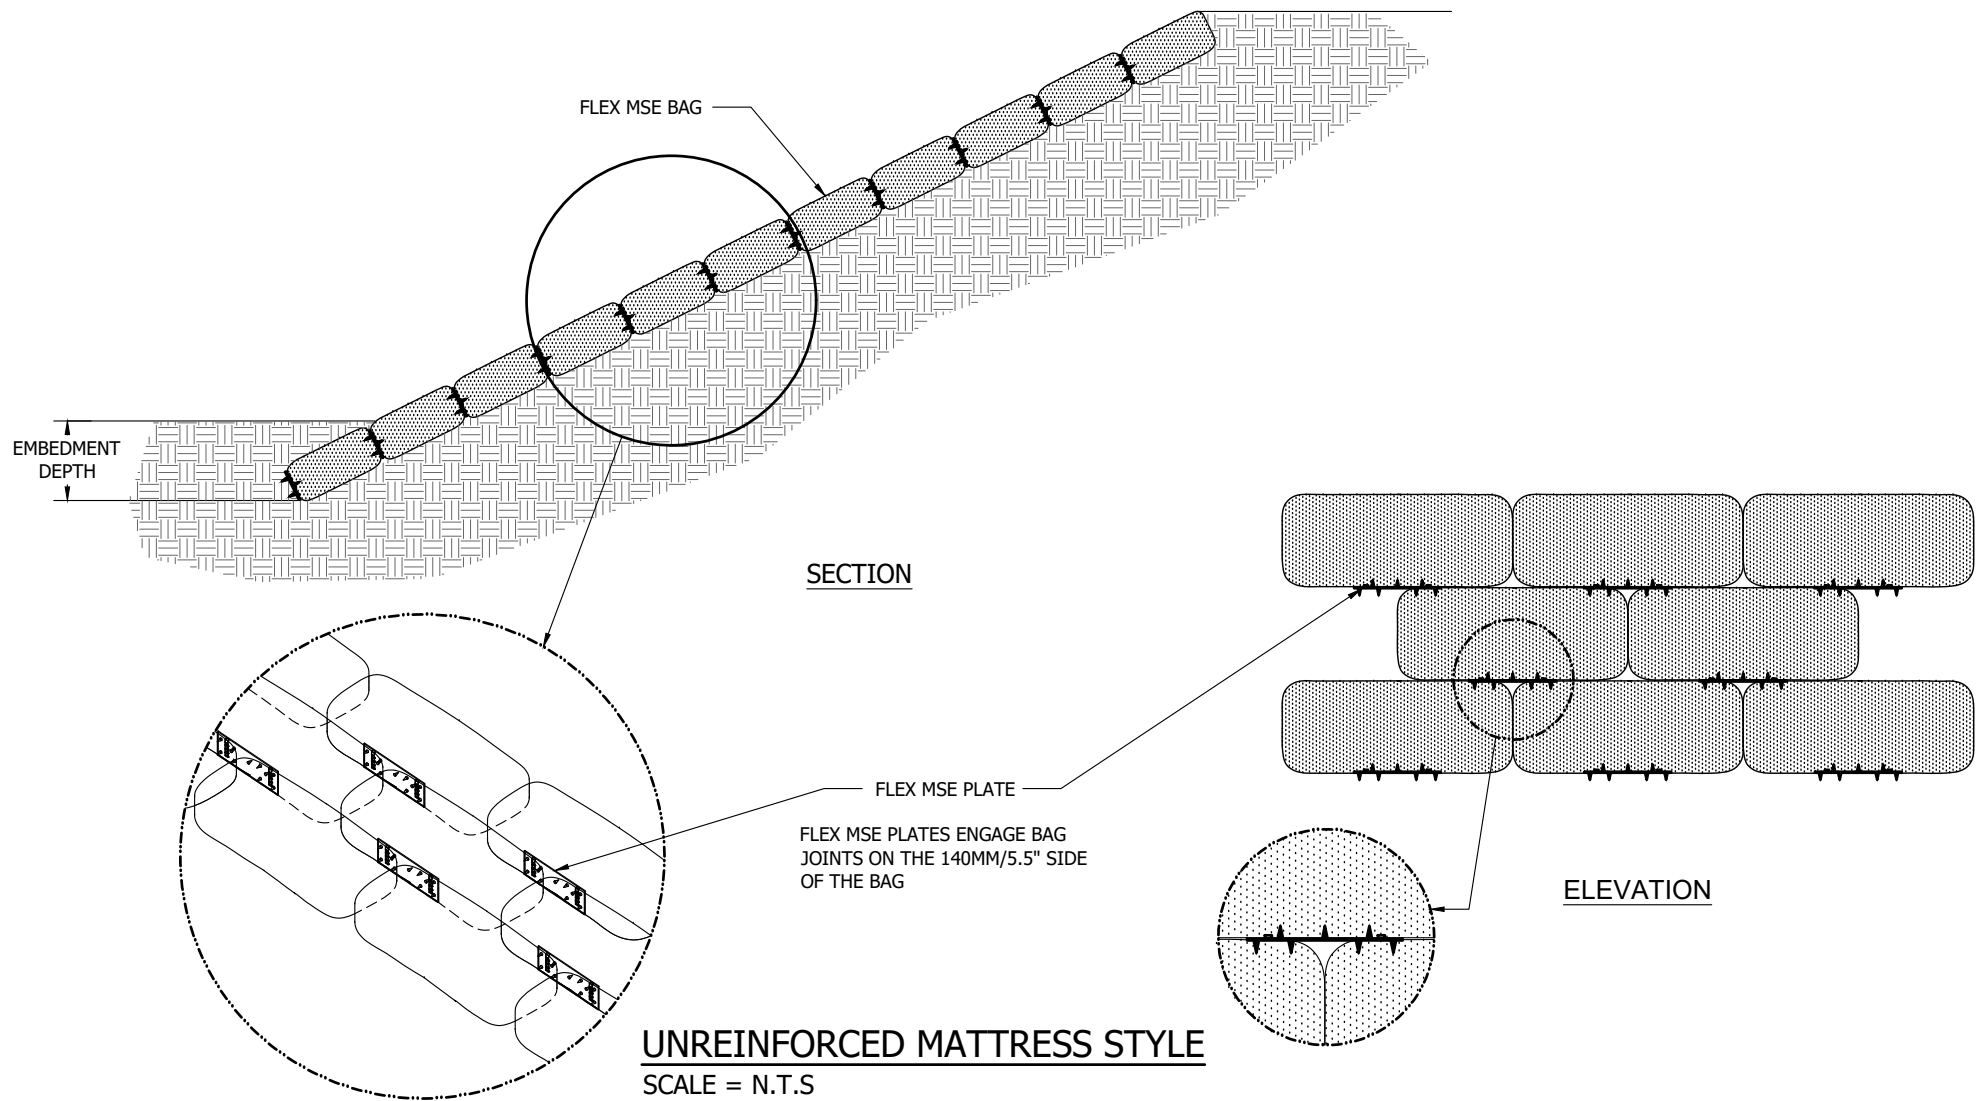 FLEX MSE BAG
EMBEDMENT
DEPTH
SECTION
FLEX MSE PLATE
FLEX MSE PLATES ENGAGE BAG
JOINTS ON THE 140MM/5.5" SIDE
OF THE BAG
ELEVATION
UNREINFORCED MATTRESS STYLE
SCALE = N.T.S